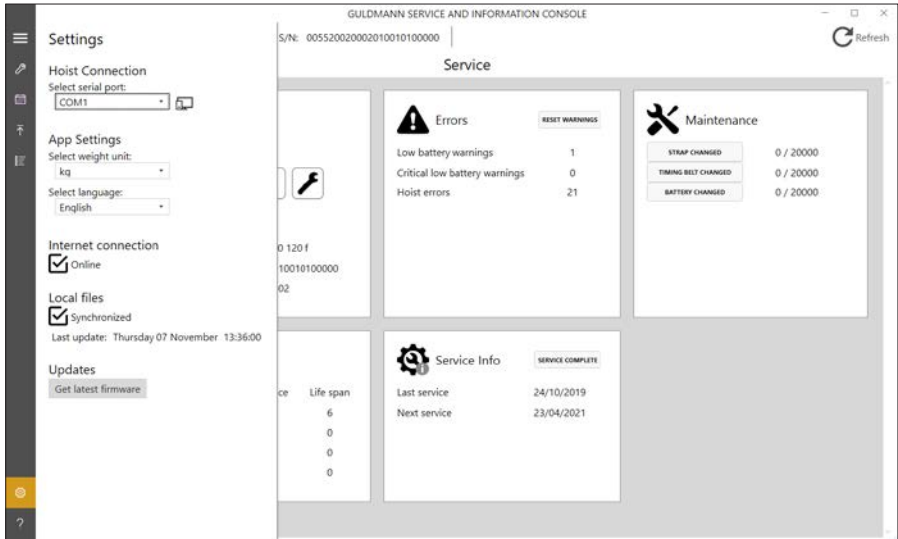 GULDMANN SERVICE AND INFORMATION CONSOLE
Settings
S/N: 005520020002010010100000
Refresh
Service
Hoist Connection
Select serial port:
COM1
App Settings
Select weight unit:
kg
Select language:
English
Internet connection
Online
Local files
Synchronized
Last update: Thursday 07 November 13:36:00
Updates
Get latest firmware
0 120 f
10010100000
02
Errors
RESET WARNINGS
Low battery warnings 1
Critical low battery warnings 0
Hoist errors 21
Maintenance
STRAP CHANGED 0 / 20000
TIMING BELT CHANGED 0 / 20000
BATTERY CHANGED 0 / 20000
ce Life span
6
0
0
0
Service Info
SERVICE COMPLETE
Last service 24/10/2019
Next service 23/04/2021
?